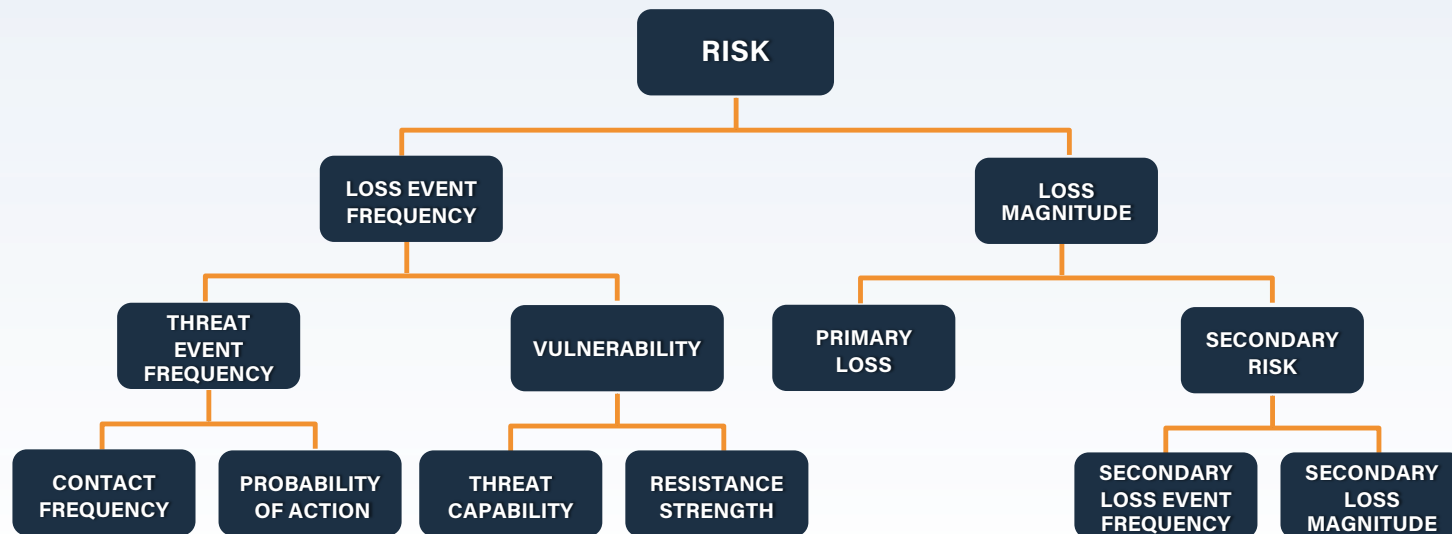 RISK
LOSS EVENT
FREQUENCY
LOSS
MAGNITUDE
THREAT
EVENT
FREQUENCY
VULNERABILITY
PRIMARY
LOSS
SECONDARY
RISK
CONTACT
FREQUENCY
PROBABILITY
OF ACTION
THREAT
CAPABILITY
RESISTANCE
STRENGTH
SECONDARY
LOSS EVENT
FREQUENCY
SECONDARY
LOSS
MAGNITUDE